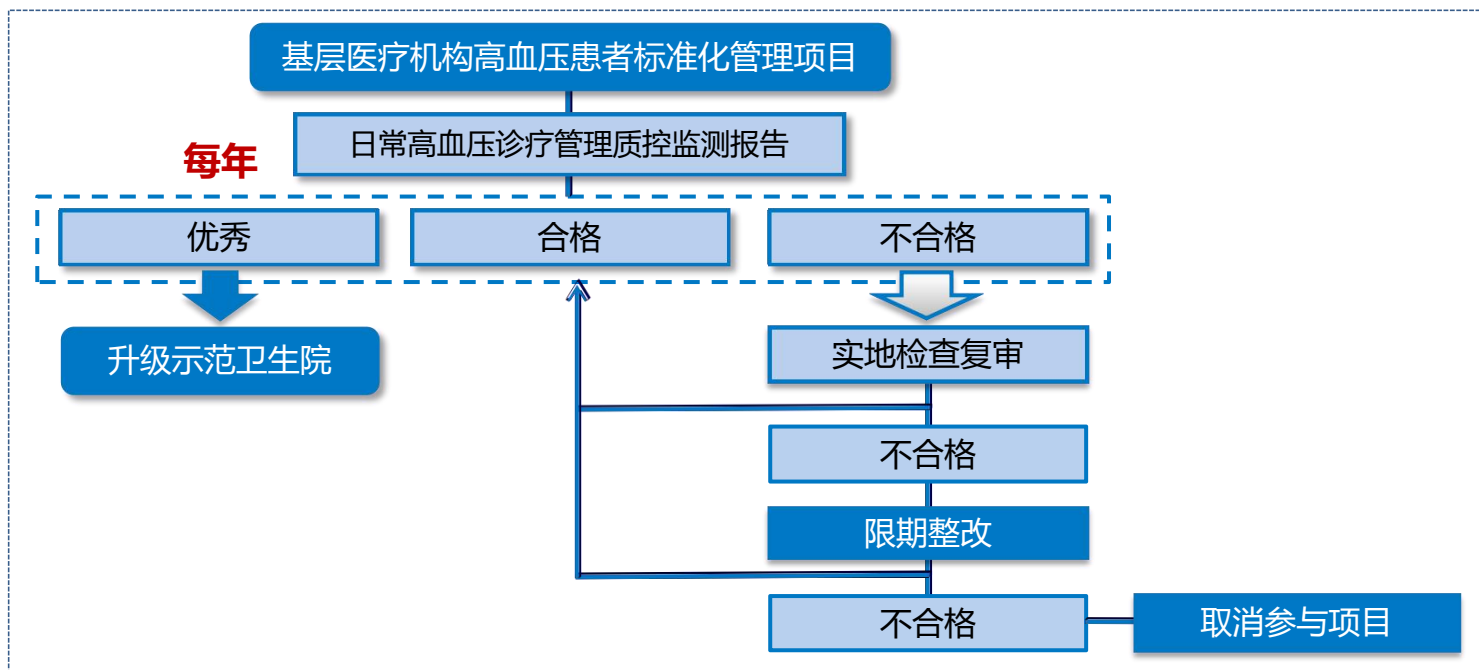 基层医疗机构高血压患者标准化管理项目
日常高血压诊疗管理质控监测报告
每年
优秀
合格
不合格
升级示范卫生院
实地检查复审
不合格
限期整改
不合格
取消参与项目